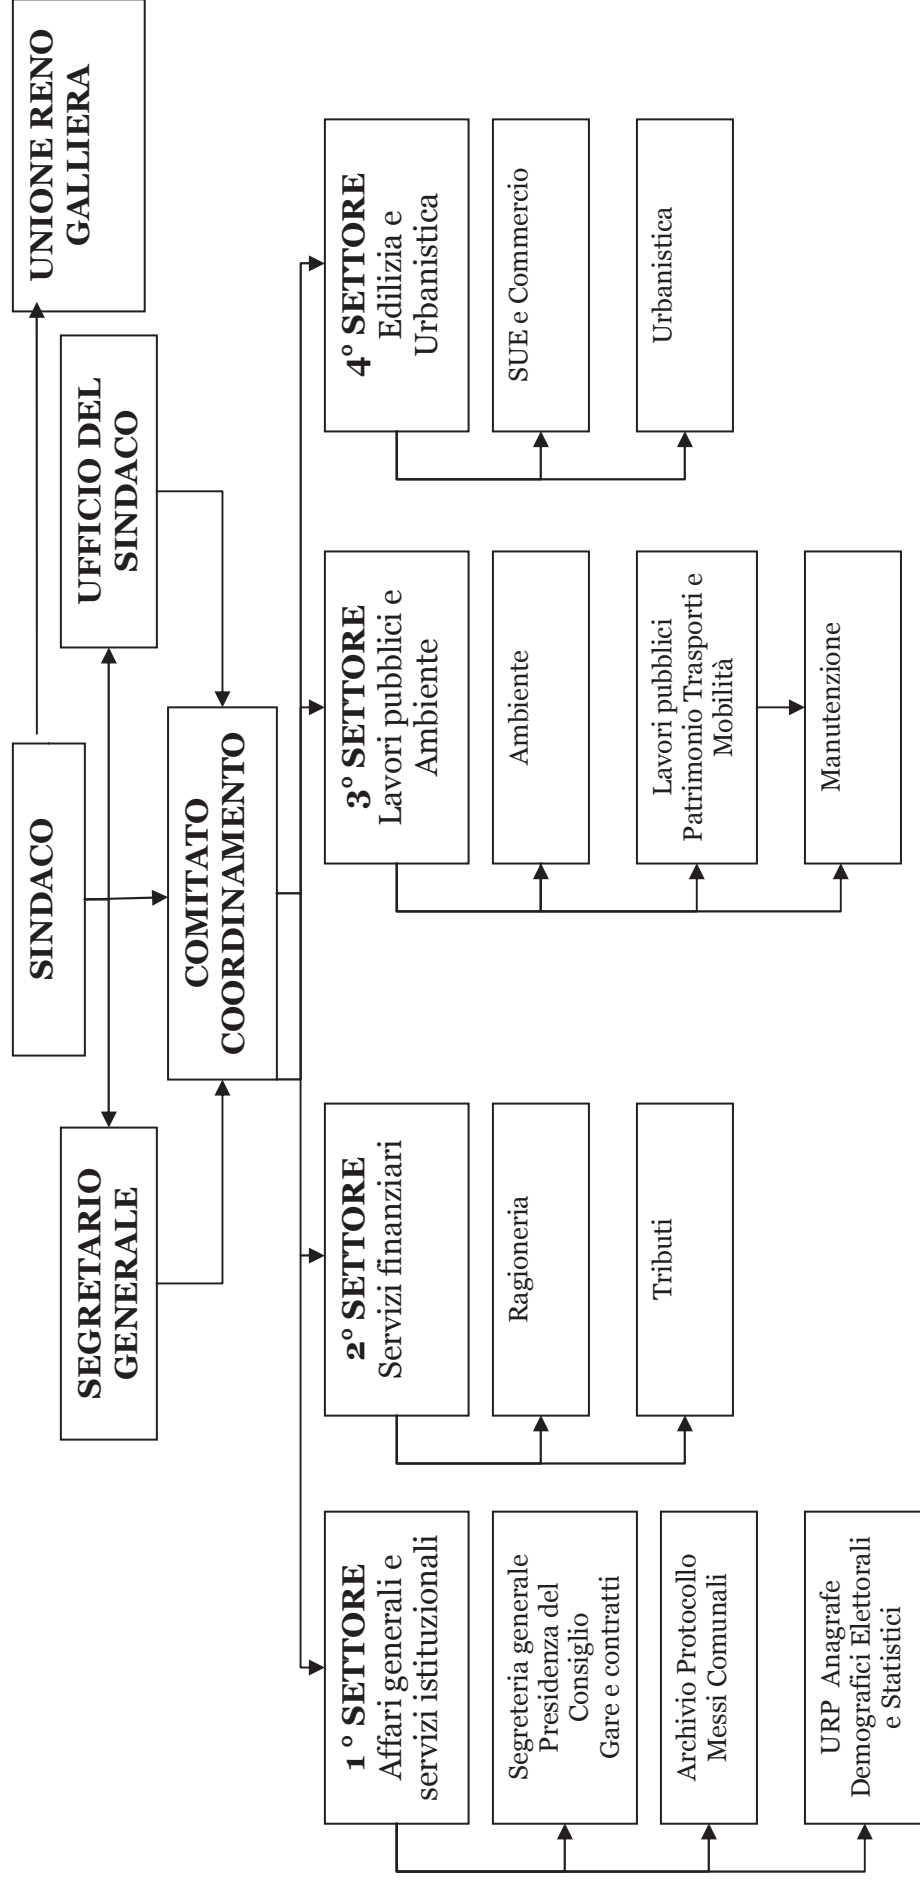 UNIONE RENO
GALLIERA
SINDACO
UFFICIO DEL
SINDACO
SEGRETARIO
GENERALE
COMITATO
COORDINAMENTO
1° SETTORE
Affari generali e
servizi istituzionali
Segreteria generale
Presidenza del
Consiglio
Gare e contratti
Archivio Protocollo
Messi Comunali
URP Anagrafe
Demografici Elettorali
e Statistici
2° SETTORE
Servizi finanziari
Ragioneria
Tributi
3° SETTORE
Lavori pubblici e
Ambiente
Ambiente
Lavori pubblici
Patrimonio Trasporti e
Mobilità
Manutenzione
4° SETTORE
Edilizia e
Urbanistica
SUE e Commercio
Urbanistica